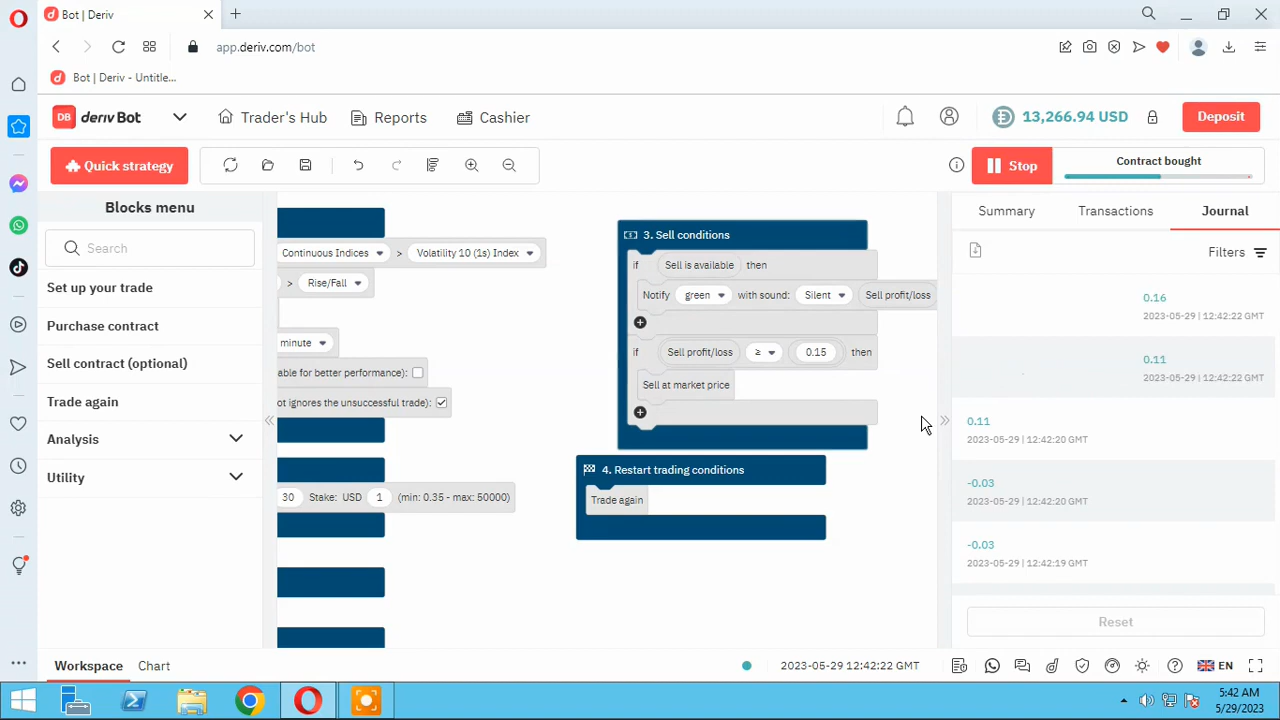 Bot | Deriv
app.deriv.com/bot
Bot | Deriv - Untitle...
DB deriv Bot
Trader's Hub
Reports
Cashier
13,266.94 USD
Deposit
Quick strategy
Stop
Contract bought
Blocks menu
Search
Set up your trade
Purchase contract
Sell contract (optional)
Trade again
Analysis
Utility
Continuous Indices > Volatility 10 (1s) Index
> Rise/Fall
minute
able for better performance):
ot ignores the unsuccessful trade):
30 Stake: USD 1 (min: 0.35 - max: 50000)
3. Sell conditions
if Sell is available then
Notify green with sound: Silent Sell profit/loss
if Sell profit/loss ≥ 0.15 then
Sell at market price
4. Restart trading conditions
Trade again
Summary
Transactions
Journal
Filters
0.16
2023-05-29 | 12:42:22 GMT
0.11
2023-05-29 | 12:42:22 GMT
0.11
2023-05-29 | 12:42:20 GMT
-0.03
2023-05-29 | 12:42:20 GMT
-0.03
2023-05-29 | 12:42:19 GMT
Reset
Workspace
Chart
2023-05-29 12:42:22 GMT
EN
5:42 AM
5/29/2023